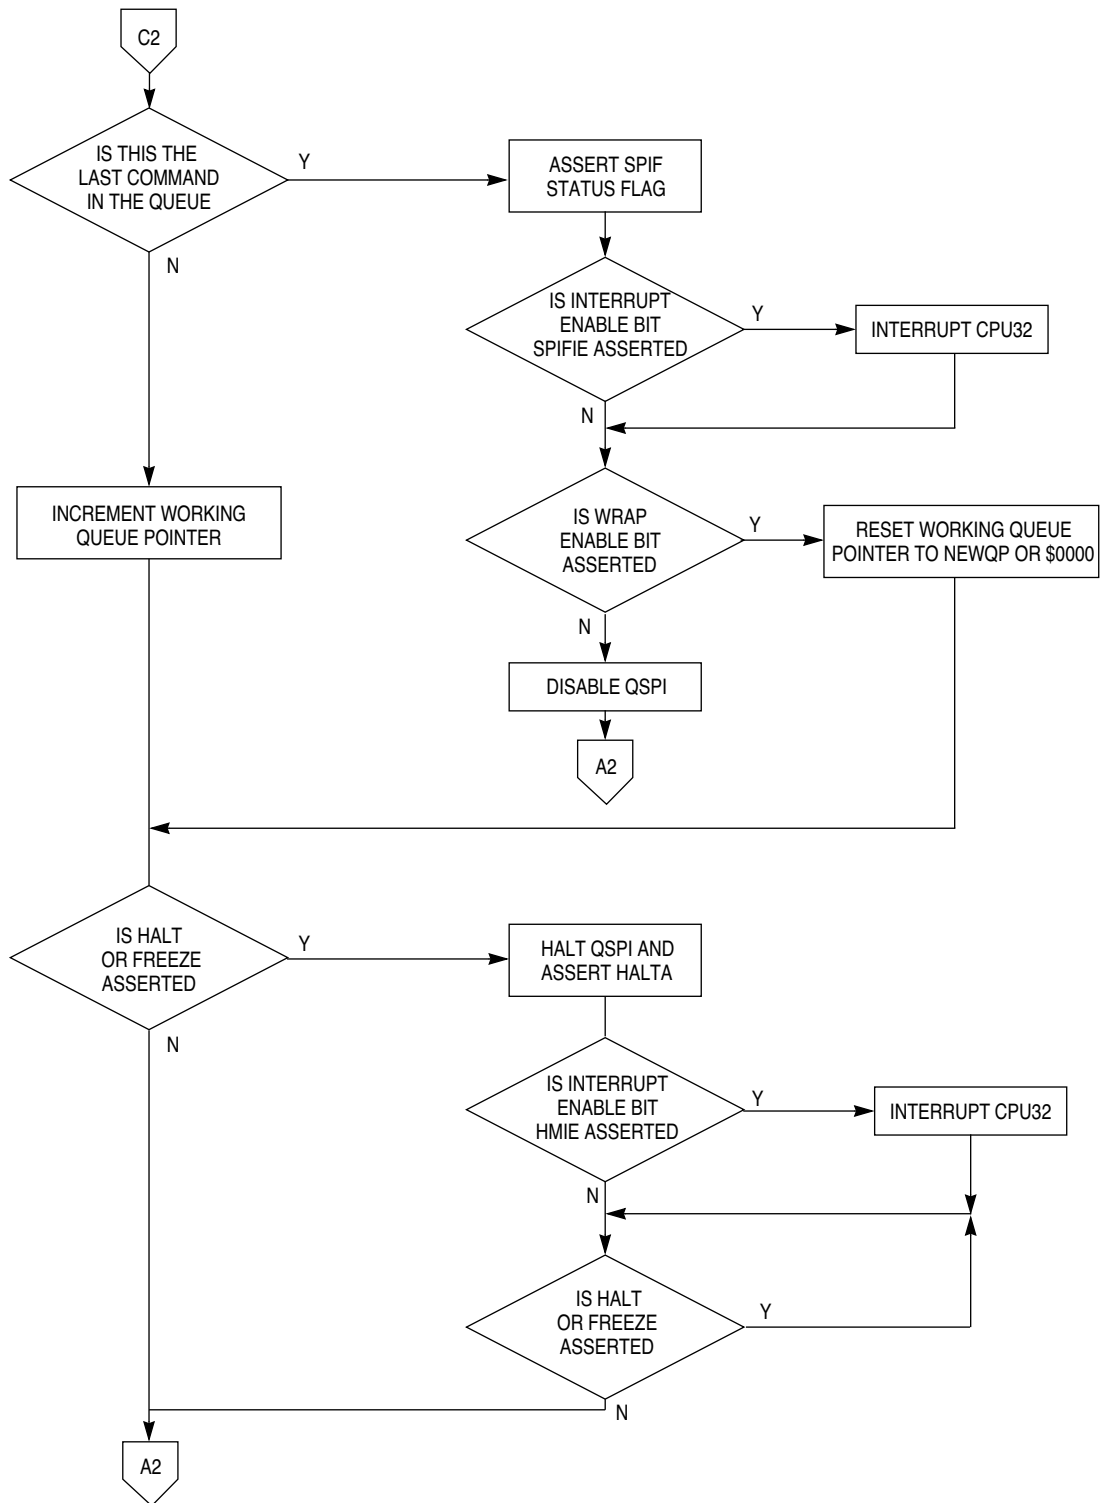 C2
IS THIS THE
LAST COMMAND
IN THE QUEUE
Y
ASSERT SPIF
STATUS FLAG
N
IS INTERRUPT
ENABLE BIT
SPIFIE ASSERTED
Y
INTERRUPT CPU32
N
INCREMENT WORKING
QUEUE POINTER
IS WRAP
ENABLE BIT
ASSERTED
Y
RESET WORKING QUEUE
POINTER TO NEWQP OR $0000
N
DISABLE QSPI
A2
IS HALT
OR FREEZE
ASSERTED
Y
HALT QSPI AND
ASSERT HALTA
N
IS INTERRUPT
ENABLE BIT
HMIE ASSERTED
Y
INTERRUPT CPU32
N
IS HALT
OR FREEZE
ASSERTED
Y
N
A2